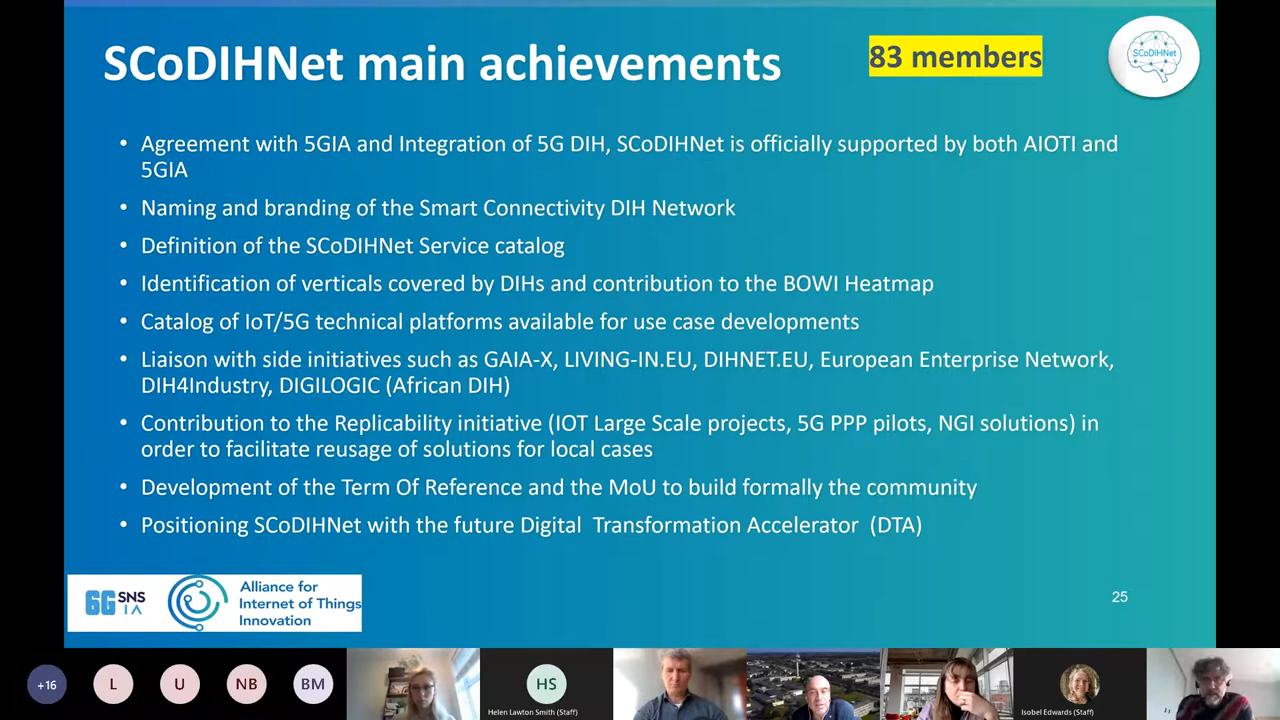 SCoDIHNet main achievements
83 members
SCoDIHNet
• Agreement with 5GIA and Integration of 5G DIH, SCoDIHNet is officially supported by both AIOTI and
5GIA
• Naming and branding of the Smart Connectivity DIH Network
• Definition of the SCoDIHNet Service catalog
• Identification of verticals covered by DIHs and contribution to the BOWI Heatmap
• Catalog of IoT/5G technical platforms available for use case developments
• Liaison with side initiatives such as GAIA-X, LIVING-IN.EU, DIHNET.EU, European Enterprise Network,
DIH4Industry, DIGILOGIC (African DIH)
• Contribution to the Replicability initiative (IOT Large Scale projects, 5G PPP pilots, NGI solutions) in
order to facilitate reusage of solutions for local cases
• Development of the Term Of Reference and the MoU to build formally the community
• Positioning SCoDIHNet with the future Digital Transformation Accelerator (DTA)
6G SNS
IA
Alliance for
Internet of Things
Innovation
25
+16
L
U
NB
BM
HS
Helen Lawton Smith (Staff)
Isobel Edwards (Staff)